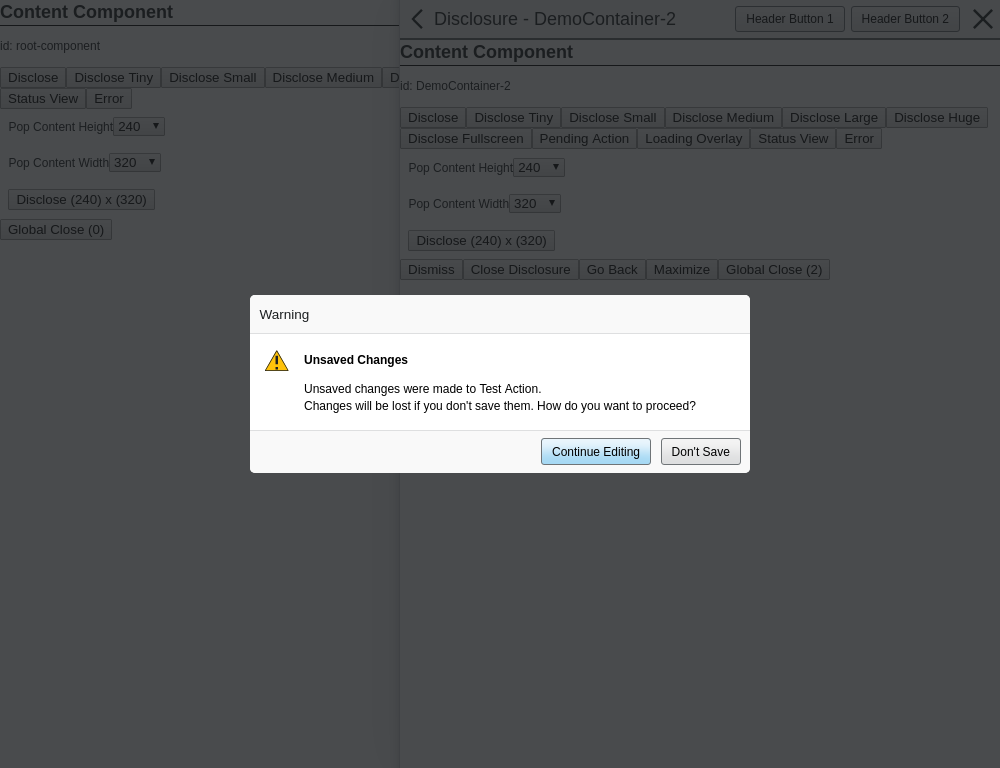 Content Component
id: root-component
Disclose Disclose Tiny Disclose Small Disclose Medium
Status View Error
Pop Content Height 240
Pop Content Width 320
Disclose (240) x (320)
Global Close (0)
Disclosure - DemoContainer-2 Header Button 1 Header Button 2
Content Component
id: DemoContainer-2
Disclose Disclose Tiny Disclose Small Disclose Medium Disclose Large Disclose Huge
Disclose Fullscreen Pending Action Loading Overlay Status View Error
Pop Content Height 240
Pop Content Width 320
Disclose (240) x (320)
Dismiss Close Disclosure Go Back Maximize Global Close (2)
Warning
Unsaved Changes
Unsaved changes were made to Test Action.
Changes will be lost if you don't save them. How do you want to proceed?
Continue Editing Don't Save